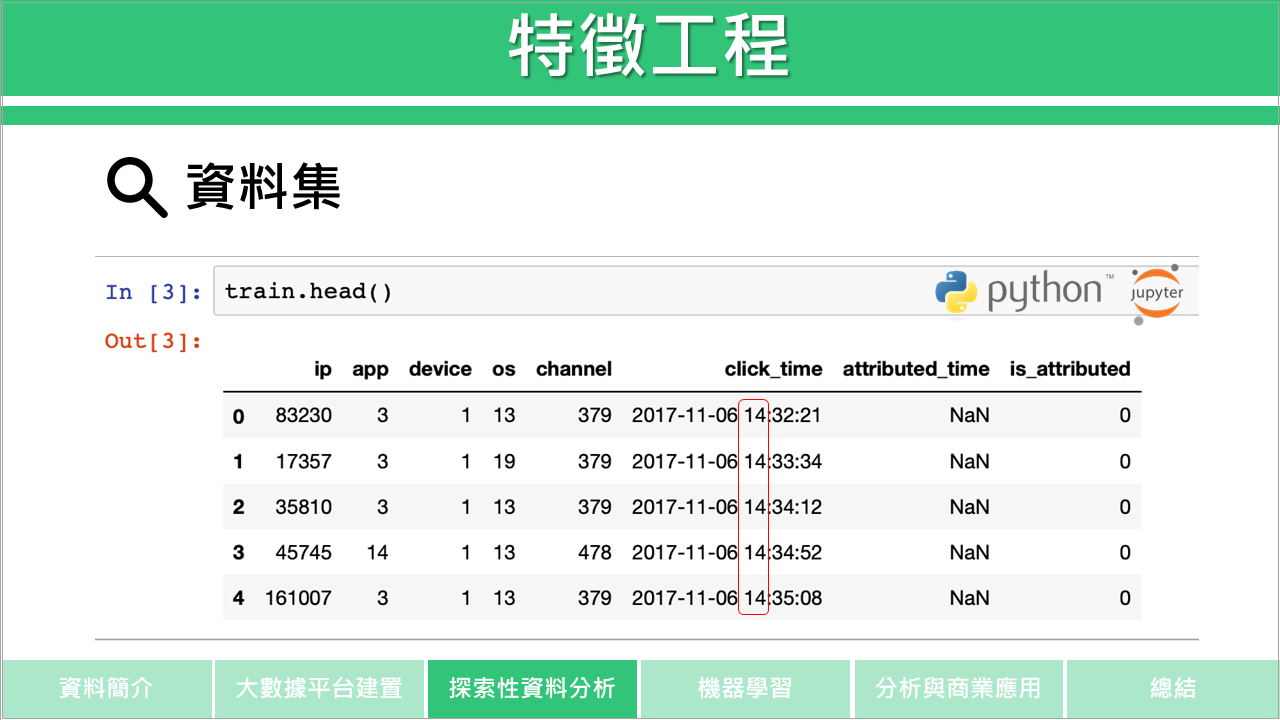 特徵工程
資料集
In [3]: train.head()
python™
jupyter
Out[3]:
ip app device os channel click_time attributed_time is_attributed
0 83230 3 1 13 379 2017-11-06 14:32:21 NaN 0
1 17357 3 1 19 379 2017-11-06 14:33:34 NaN 0
2 35810 3 1 13 379 2017-11-06 14:34:12 NaN 0
3 45745 14 1 13 478 2017-11-06 14:34:52 NaN 0
4 161007 3 1 13 379 2017-11-06 14:35:08 NaN 0
資料簡介 大數據平台建置 探索性資料分析 機器學習 分析與商業應用 總結